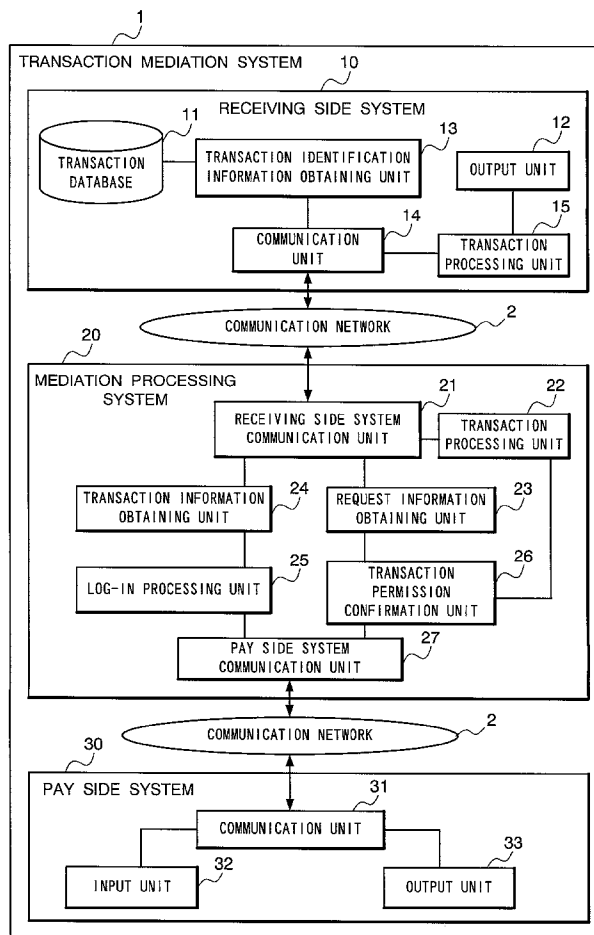 1
TRANSACTION MEDIATION SYSTEM
10
RECEIVING SIDE SYSTEM
11
TRANSACTION
DATABASE
13
TRANSACTION IDENTIFICATION
INFORMATION OBTAINING UNIT
12
OUTPUT UNIT
14
COMMUNICATION
UNIT
15
TRANSACTION
PROCESSING UNIT
COMMUNICATION NETWORK
2
20
MEDIATION PROCESSING
SYSTEM
21
RECEIVING SIDE SYSTEM
COMMUNICATION UNIT
22
TRANSACTION
PROCESSING UNIT
TRANSACTION INFORMATION
OBTAINING UNIT
24
REQUEST INFORMATION
OBTAINING UNIT
23
LOG-IN PROCESSING UNIT
25
TRANSACTION
PERMISSION
CONFIRMATION UNIT
26
PAY SIDE SYSTEM
COMMUNICATION UNIT
27
COMMUNICATION NETWORK
2
30
PAY SIDE SYSTEM
31
COMMUNICATION UNIT
INPUT UNIT
32
OUTPUT UNIT
33